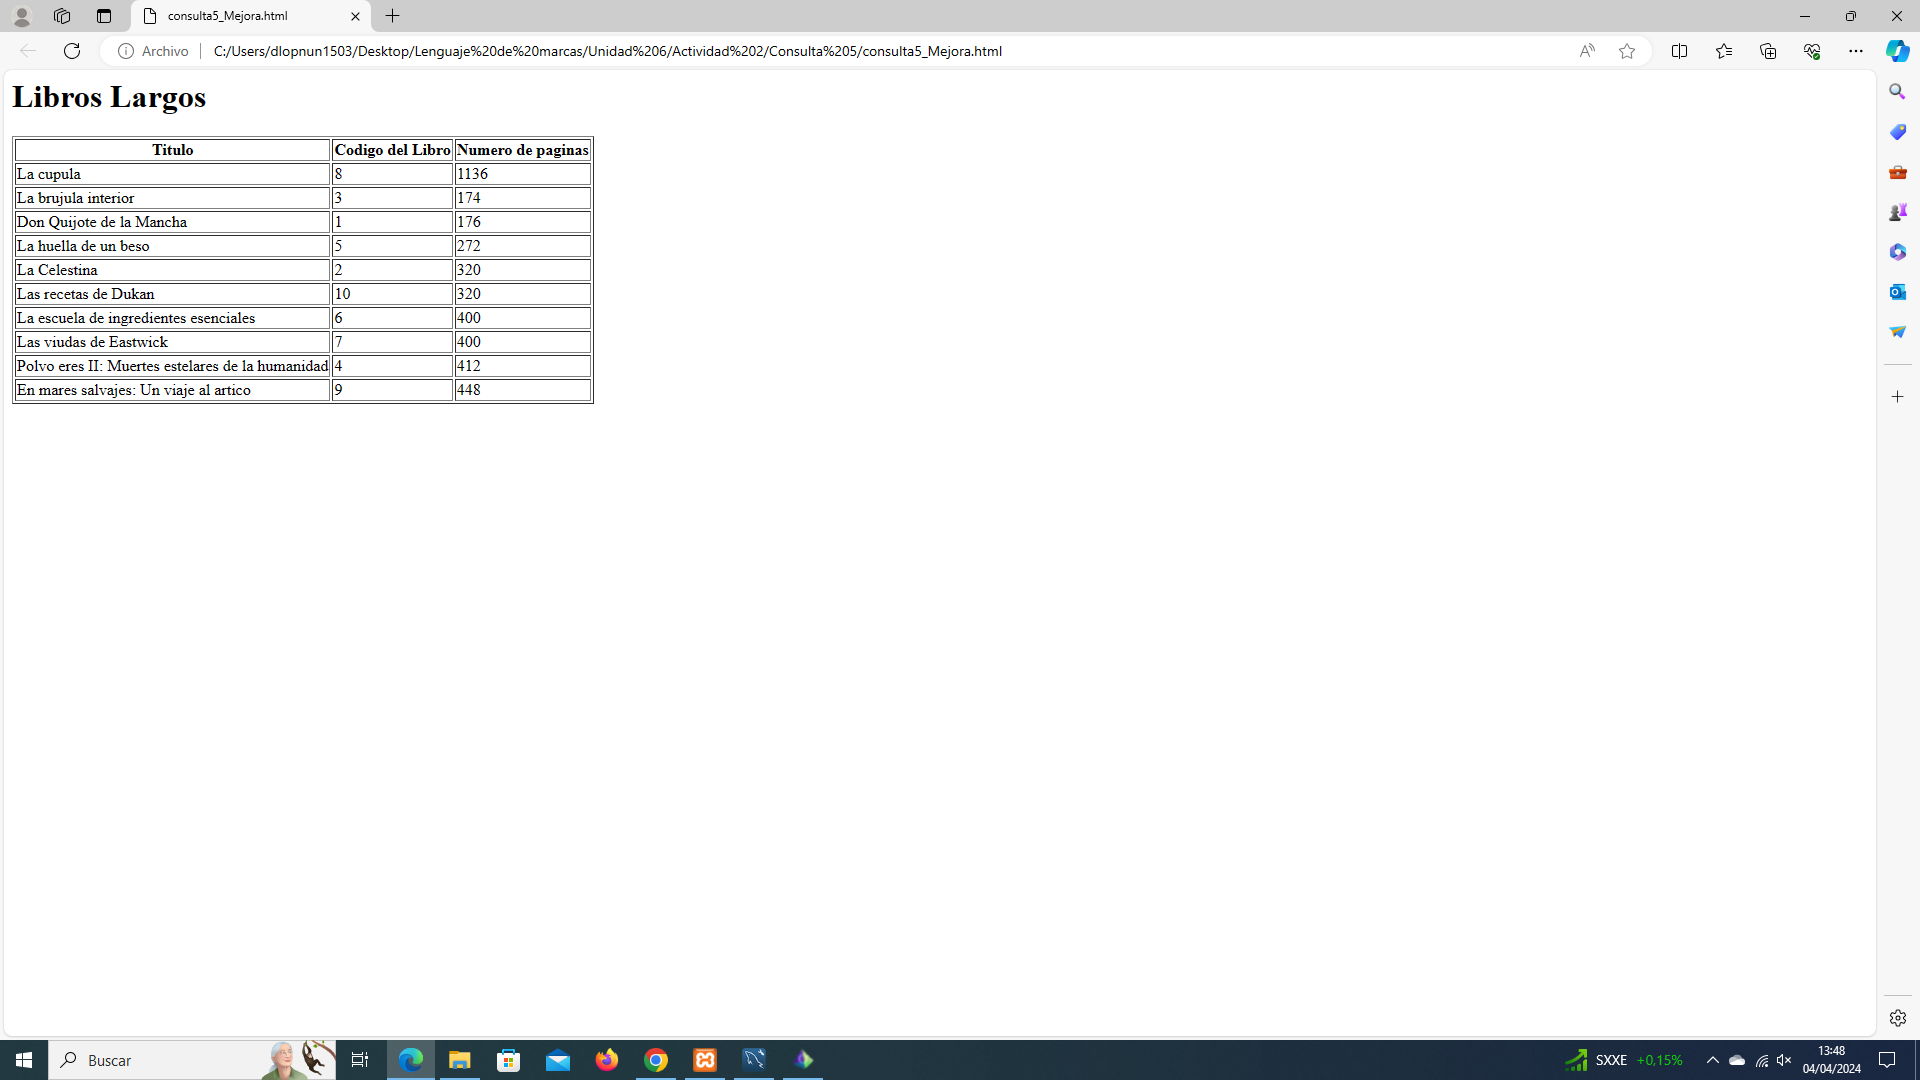 consulta5_Mejora.html
Archivo C:/Users/dlopnun1503/Desktop/Lenguaje%20de%20marcas/Unidad%206/Actividad%202/Consulta%205/consulta5_Mejora.html
Libros Largos
Titulo Codigo del Libro Numero de paginas
La cupula 8 1136
La brujula interior 3 174
Don Quijote de la Mancha 1 176
La huella de un beso 5 272
La Celestina 2 320
Las recetas de Dukan 10 320
La escuela de ingredientes esenciales 6 400
Las viudas de Eastwick 7 400
Polvo eres II: Muertes estelares de la humanidad 4 412
En mares salvajes: Un viaje al artico 9 448
Buscar
SXXE +0,15%
13:48
04/04/2024